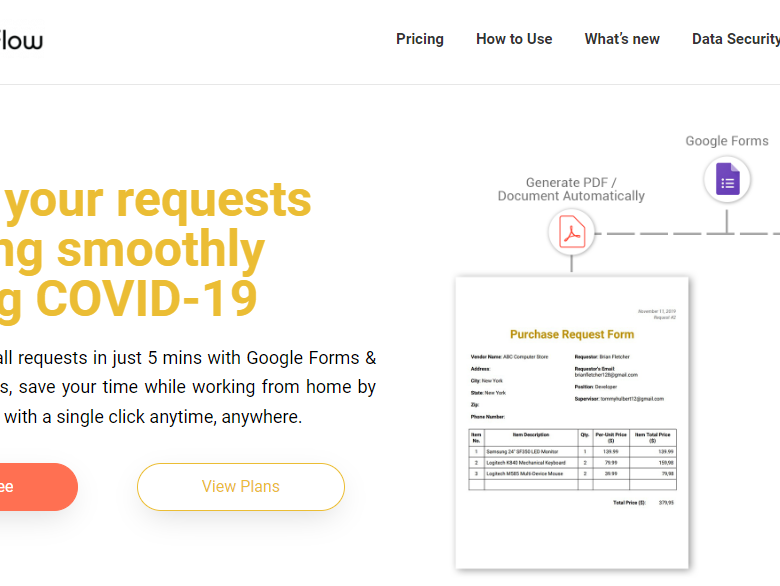 Flow
Pricing How to Use What's new Data Security
your requests
ng smoothly
g COVID-19
all requests in just 5 mins with Google Forms &
s, save your time while working from home by
with a single click anytime, anywhere.
ee
View Plans
Google Forms
Generate PDF /
Document Automatically
November 11, 2019
Request #2
Purchase Request Form
Vendor Name: ABC Computer Store
Address:
City: New York
State: New York
Zip:
Phone Number:
Requestor: Brian Fletcher
Requestor's Email:
brianfletcher128@gmail.com
Position: Developer
Supervisor: tommyhulbert12@gmail.com
Item No. Item Description Qty. Per-Unit Price ($) Item Total Price ($)
1 Samsung 24" SF350 LED Monitor 1 139.99 139.99
2 Logitech K840 Mechanical Keyboard 2 79.99 159,98
3 Logitech M585 Multi-Device Mouse 2 39.99 79,98
Total Price ($): 379,95